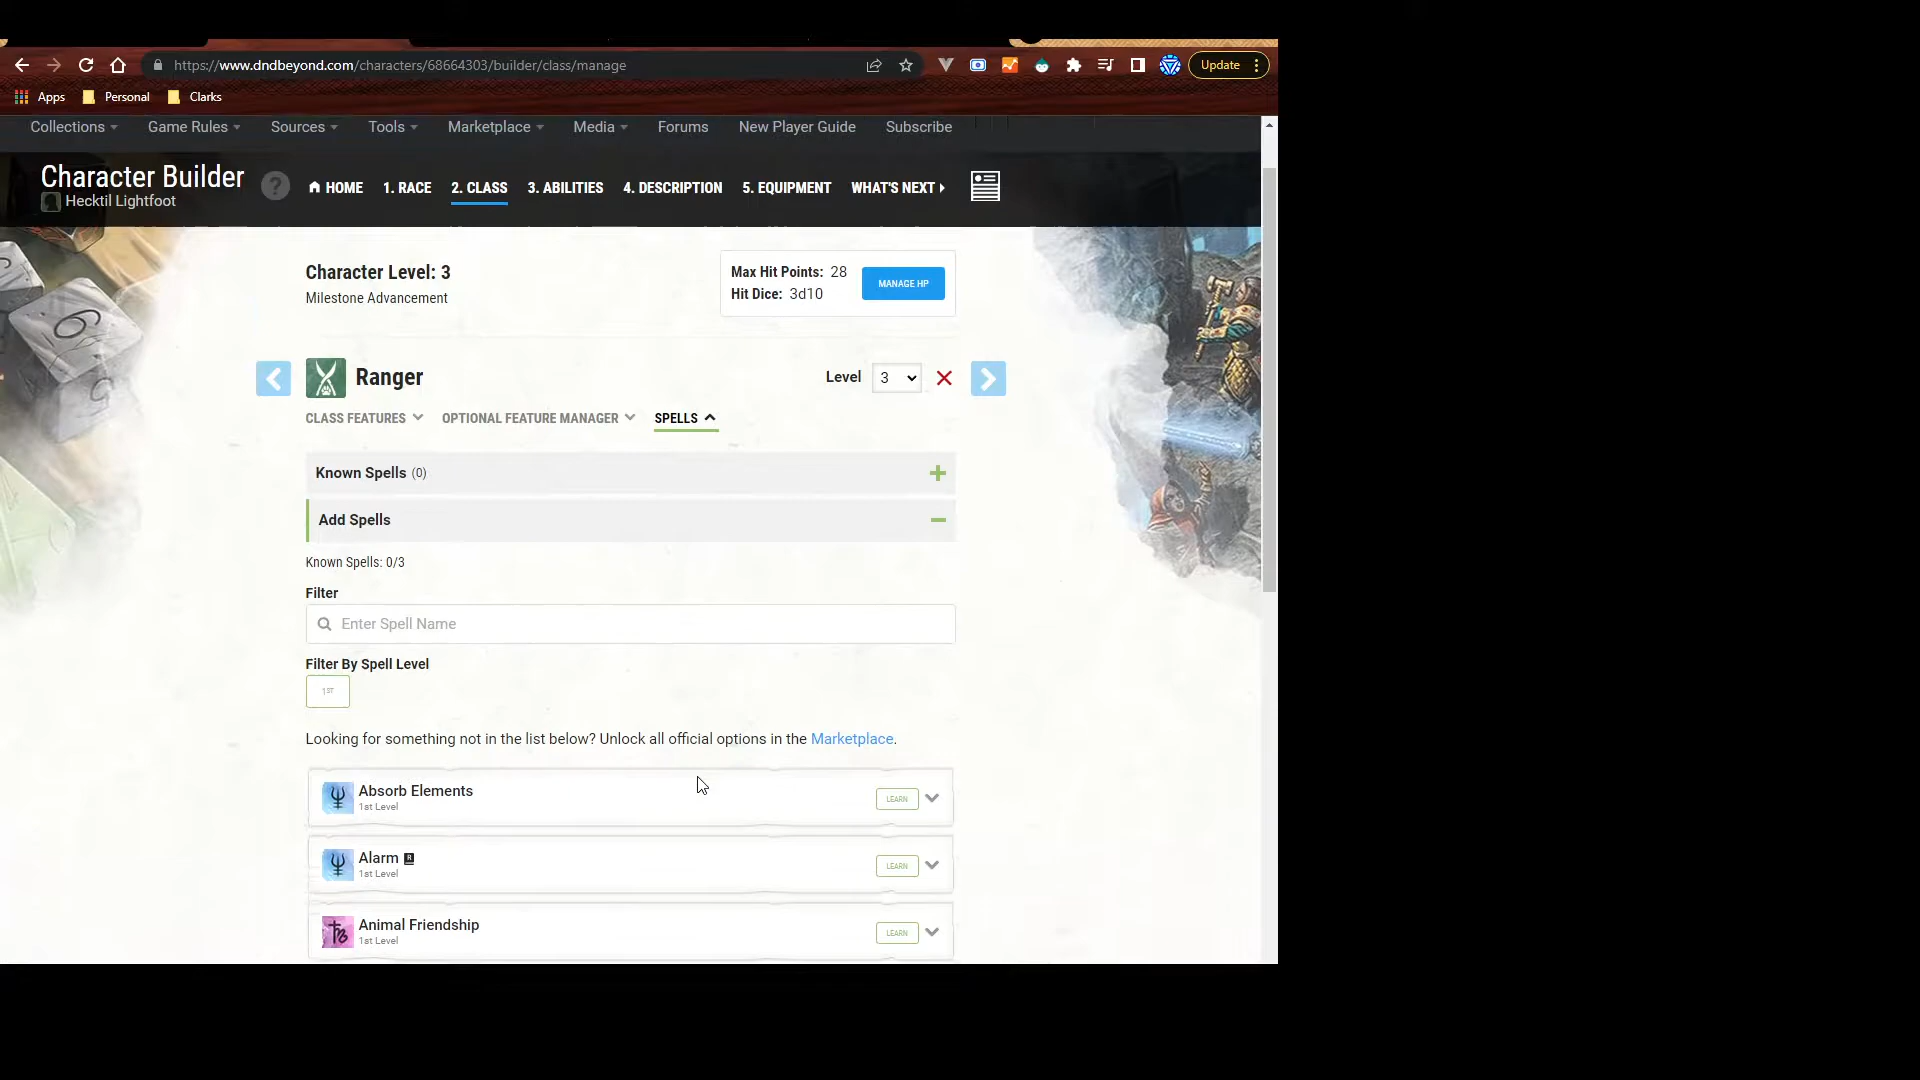 https://www.dndbeyond.com/characters/68664303/builder/class/manage
Update
Apps Personal Clarks
Collections Game Rules Sources Tools Marketplace Media Forums New Player Guide Subscribe
Character Builder
Hecktil Lightfoot
? HOME 1. RACE 2. CLASS 3. ABILITIES 4. DESCRIPTION 5. EQUIPMENT WHAT'S NEXT
Character Level: 3
Milestone Advancement
Max Hit Points: 28
Hit Dice: 3d10
MANAGE HP
Ranger
Level 3
CLASS FEATURES OPTIONAL FEATURE MANAGER SPELLS
Known Spells (0)
Add Spells
Known Spells: 0/3
Filter
Enter Spell Name
Filter By Spell Level
1ST
Looking for something not in the list below? Unlock all official options in the Marketplace.
Absorb Elements
1st Level
LEARN
Alarm R
1st Level
LEARN
Animal Friendship
1st Level
LEARN